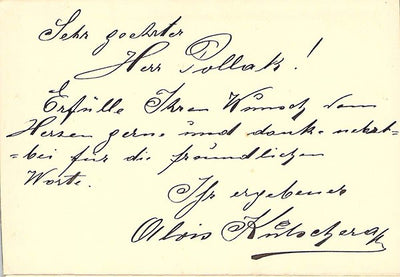 Sehr geehrter
Herr Pollak!
Erfülle Ihren Wunsch vom
Herzen gerne und danke nebst-
=bei für die freundlichen
Worte.
Ihr ergebener
Alois Kutschera